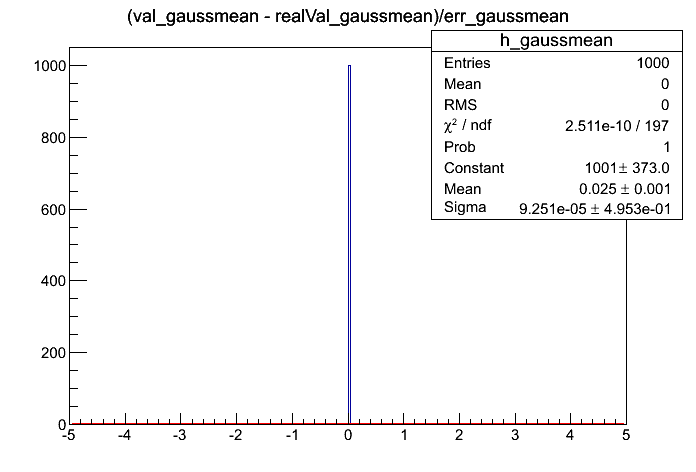 (val_gaussmean - realVal_gaussmean)/err_gaussmean
h_gaussmean
Entries 1000
Mean 0
RMS 0
χ² / ndf 2.511e-10 / 197
Prob 1
Constant 1001 ± 373.0
Mean 0.025 ± 0.001
Sigma 9.251e-05 ± 4.953e-01
1000
800
600
400
200
0
-5 -4 -3 -2 -1 0 1 2 3 4 5